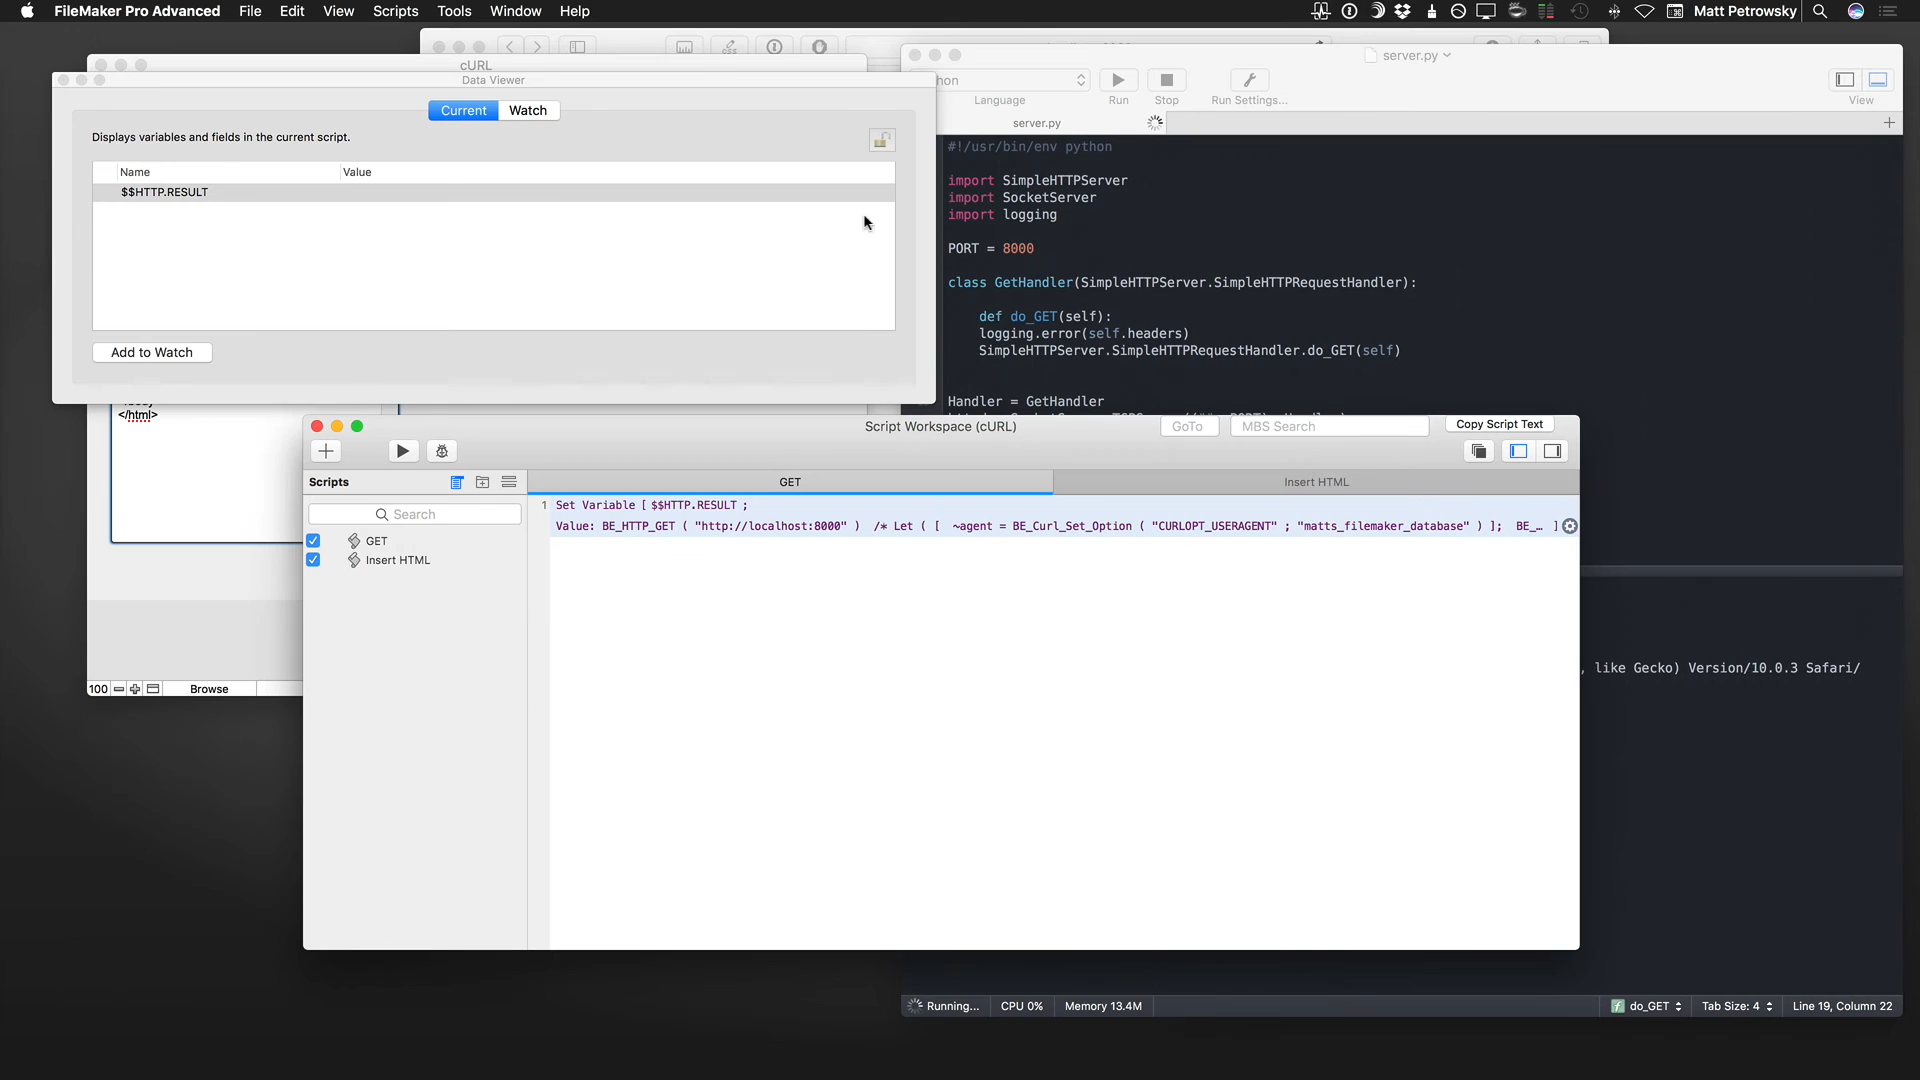 FileMaker Pro Advanced File Edit View Scripts Tools Window Help Matt Petrowsky
cURL
Data Viewer
Current Watch
Displays variables and fields in the current script.
Name Value
$$HTTP.RESULT
Add to Watch
</html>
100 Browse
server.py
Language Run Stop Run Settings... View
server.py
#!/usr/bin/env python
import SimpleHTTPServer
import SocketServer
import logging
PORT = 8000
class GetHandler(SimpleHTTPServer.SimpleHTTPRequestHandler):
def do_GET(self):
logging.error(self.headers)
SimpleHTTPServer.SimpleHTTPRequestHandler.do_GET(self)
Handler = GetHandler
Script Workspace (cURL)
GoTo MBS Search Copy Script Text
Scripts
GET Insert HTML
Search
GET
Insert HTML
1 Set Variable [ $$HTTP.RESULT ;
Value: BE_HTTP_GET ( "http://localhost:8000" ) /* Let ( [ ~agent = BE_Curl_Set_Option ( "CURLOPT_USERAGENT" ; "matts_filemaker_database" ) ]; BE_… ]
, like Gecko) Version/10.0.3 Safari/
Running... CPU 0% Memory 13.4M do_GET Tab Size: 4 Line 19, Column 22